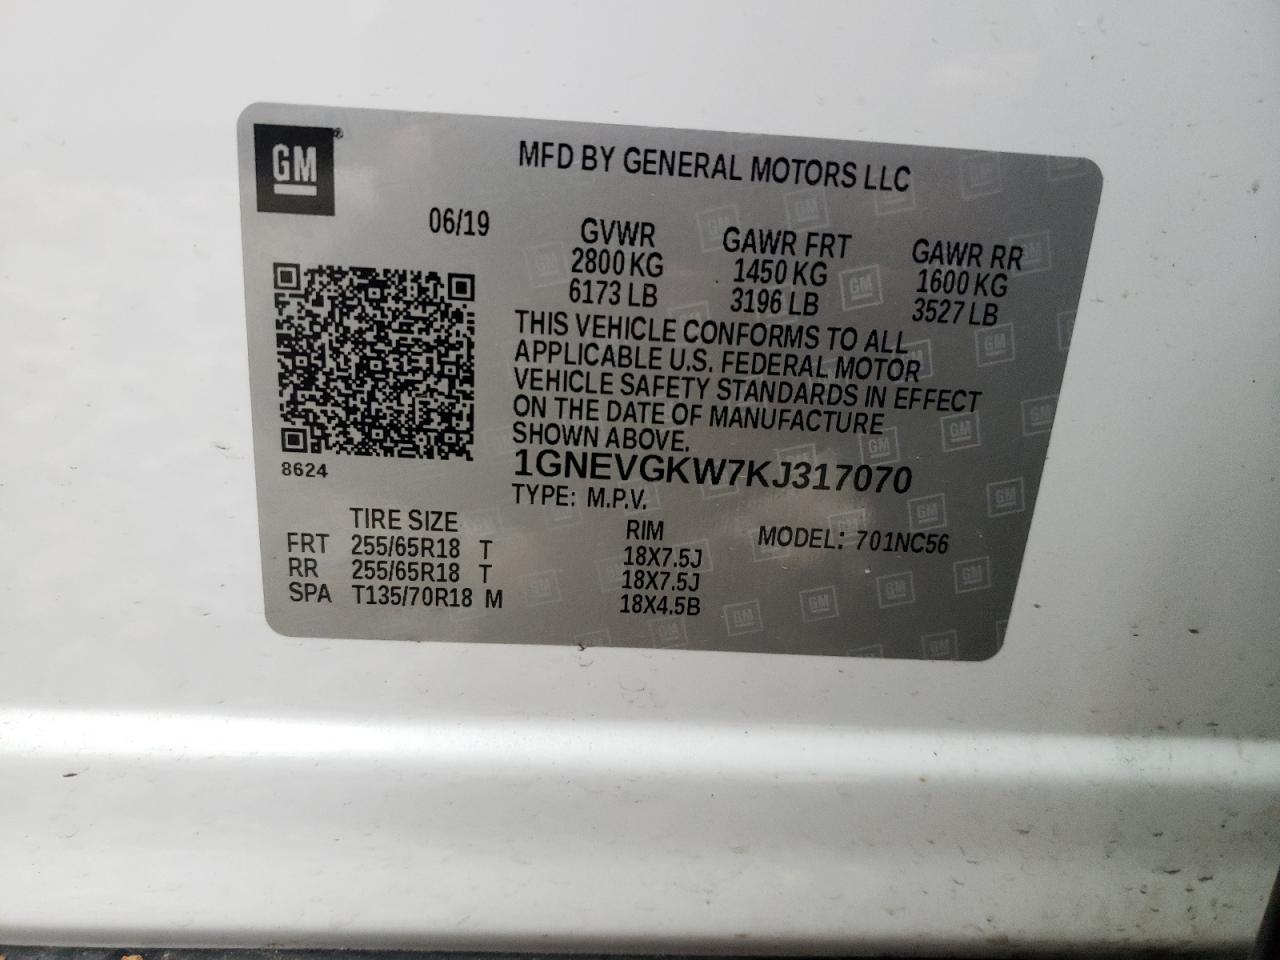 GM®
MFD BY GENERAL MOTORS LLC
06/19
GVWR GAWR FRT GAWR RR
2800 KG 1450 KG 1600 KG
6173 LB 3196 LB 3527 LB
THIS VEHICLE CONFORMS TO ALL
APPLICABLE U.S. FEDERAL MOTOR
VEHICLE SAFETY STANDARDS IN EFFECT
ON THE DATE OF MANUFACTURE
SHOWN ABOVE.
8624
1GNEVGKW7KJ317070
TYPE: M.P.V.
TIRE SIZE RIM MODEL: 701NC56
FRT 255/65R18 T 18X7.5J
RR 255/65R18 T 18X7.5J
SPA T135/70R18 M 18X4.5B